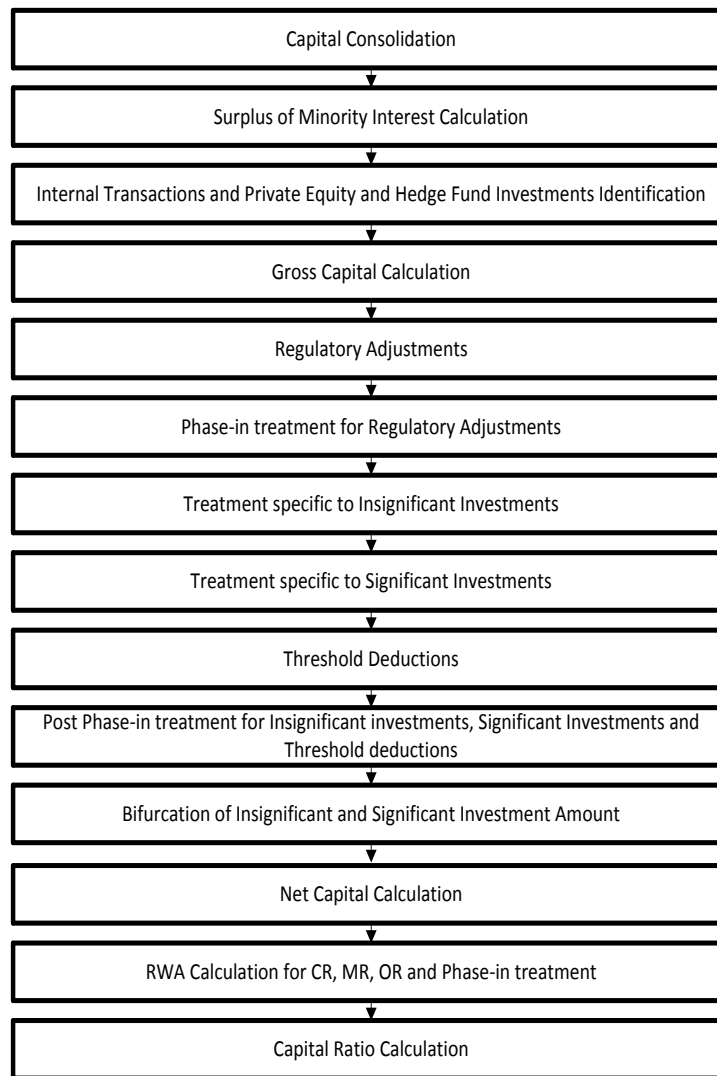 Capital Consolidation
Surplus of Minority Interest Calculation
Internal Transactions and Private Equity and Hedge Fund Investments Identification
Gross Capital Calculation
Regulatory Adjustments
Phase-in treatment for Regulatory Adjustments
Treatment specific to Insignificant Investments
Treatment specific to Significant Investments
Threshold Deductions
Post Phase-in treatment for Insignificant investments, Significant Investments and
Threshold deductions
Bifurcation of Insignificant and Significant Investment Amount
Net Capital Calculation
RWA Calculation for CR, MR, OR and Phase-in treatment
Capital Ratio Calculation